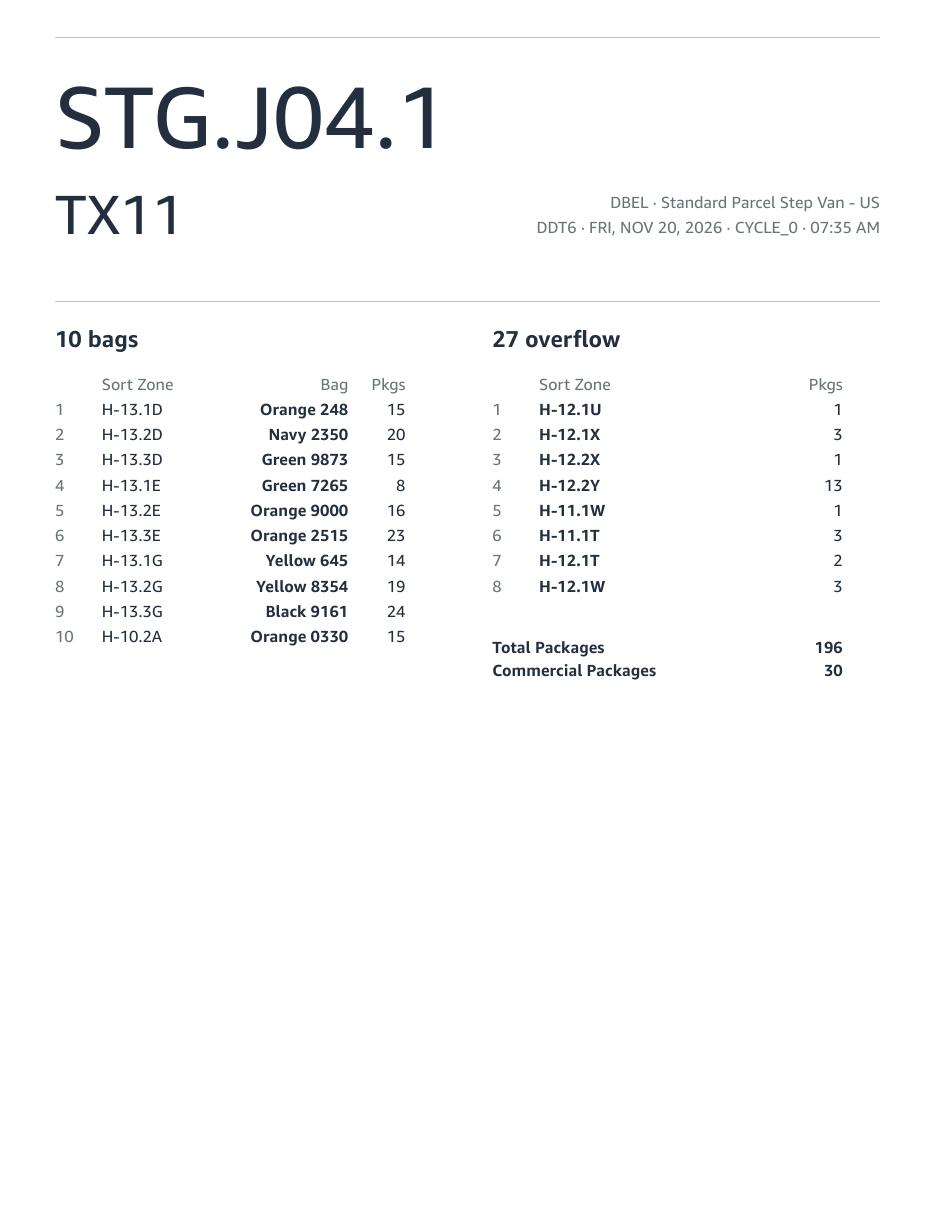 STG.J04.1
TX11
DBEL · Standard Parcel Step Van - US
DDT6 · FRI, NOV 20, 2026 · CYCLE_0 · 07:35 AM
10 bags
Sort Zone Bag Pkgs
1 H-13.1D Orange 248 15
2 H-13.2D Navy 2350 20
3 H-13.3D Green 9873 15
4 H-13.1E Green 7265 8
5 H-13.2E Orange 9000 16
6 H-13.3E Orange 2515 23
7 H-13.1G Yellow 645 14
8 H-13.2G Yellow 8354 19
9 H-13.3G Black 9161 24
10 H-10.2A Orange 0330 15
27 overflow
Sort Zone Pkgs
1 H-12.1U 1
2 H-12.1X 3
3 H-12.2X 1
4 H-12.2Y 13
5 H-11.1W 1
6 H-11.1T 3
7 H-12.1T 2
8 H-12.1W 3
Total Packages 196
Commercial Packages 30